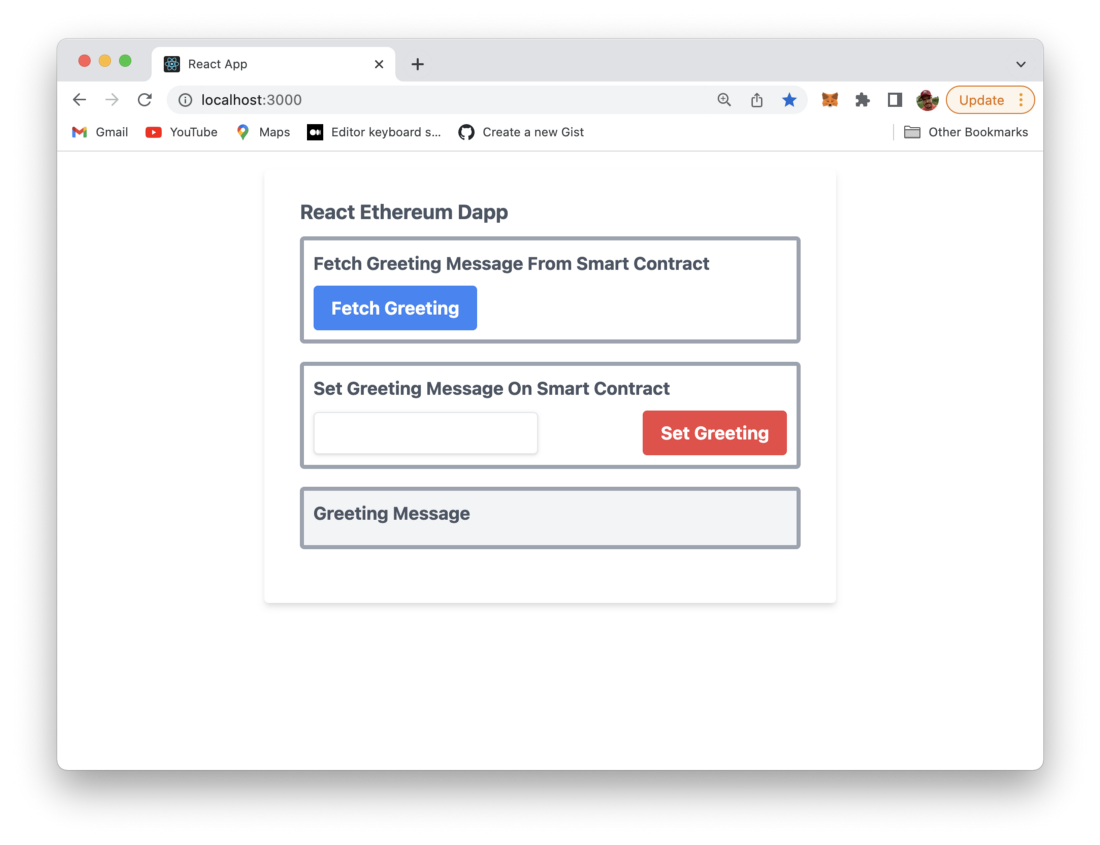 React App
localhost:3000
Update
Gmail
YouTube
Maps
Editor keyboard s...
Create a new Gist
Other Bookmarks
React Ethereum Dapp
Fetch Greeting Message From Smart Contract
Fetch Greeting
Set Greeting Message On Smart Contract
Set Greeting
Greeting Message